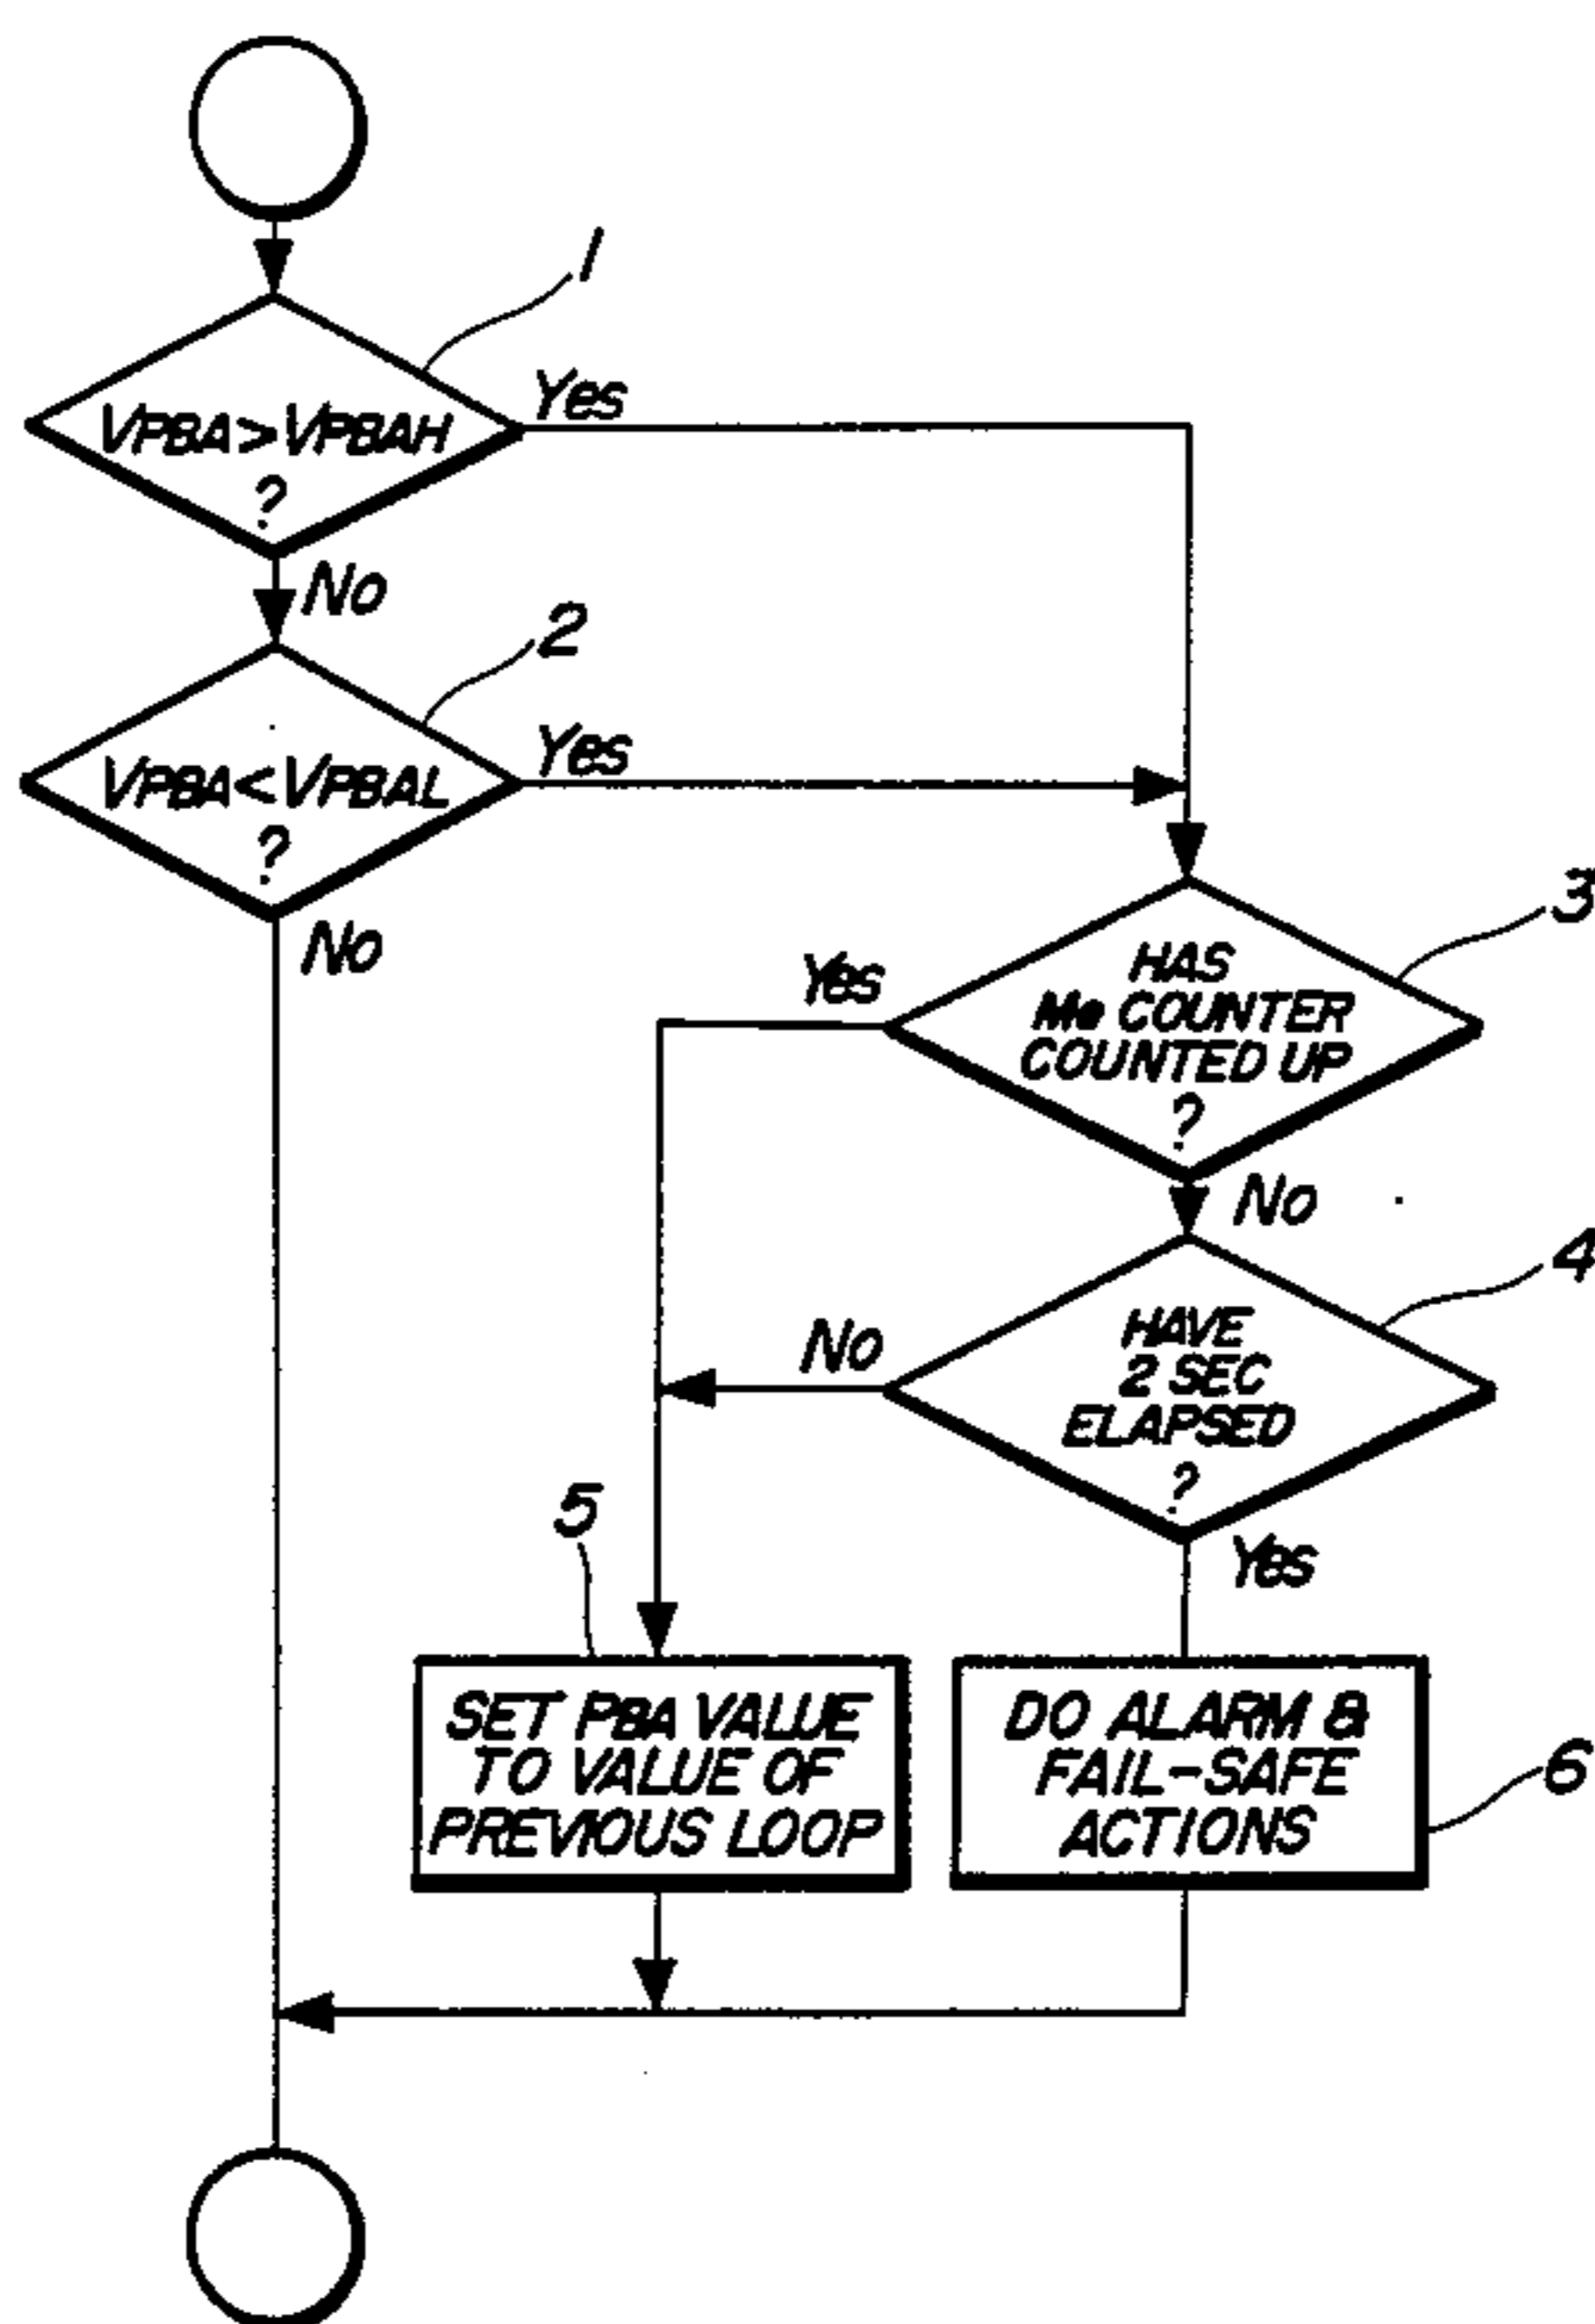 1
VPBA>VPBAH
?
Yes
No
2
VPBA<VPBAL
?
Yes
No
3
HAS
Me COUNTER
COUNTED UP
?
Yes
No
4
HAVE
2 SEC
ELAPSED
?
No
Yes
5
SET PBA VALUE
TO VALUE OF
PREVIOUS LOOP
DO ALARM &
FAIL-SAFE
ACTIONS
6